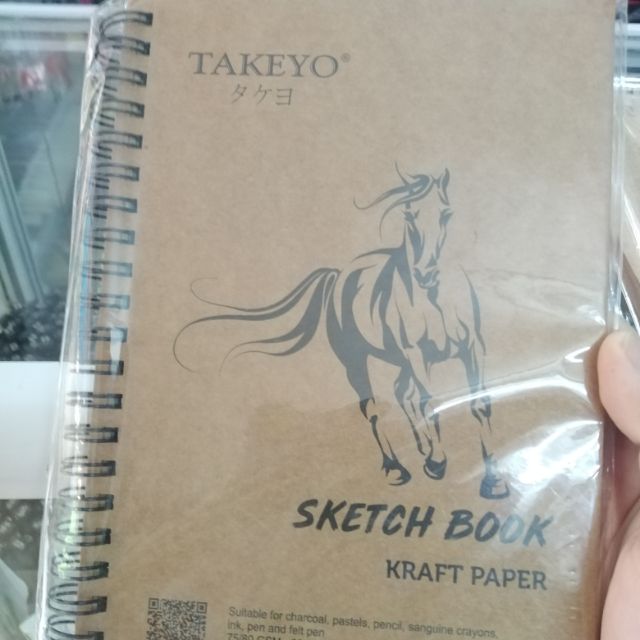 TAKEYO®
タケヨ
SKETCH BOOK
KRAFT PAPER
Suitable for charcoal, pastels, pencil, sanguine crayons,
ink, pen and felt pen